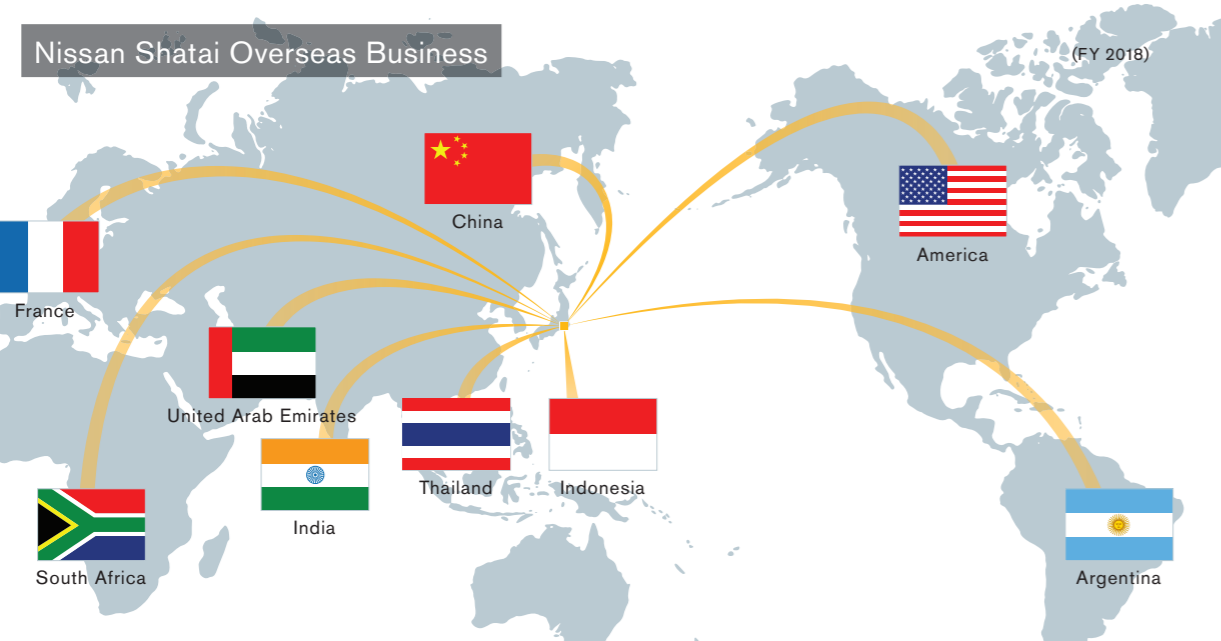 Nissan Shatai Overseas Business
(FY 2018)
China
America
France
United Arab Emirates
Thailand
Indonesia
India
South Africa
Argentina